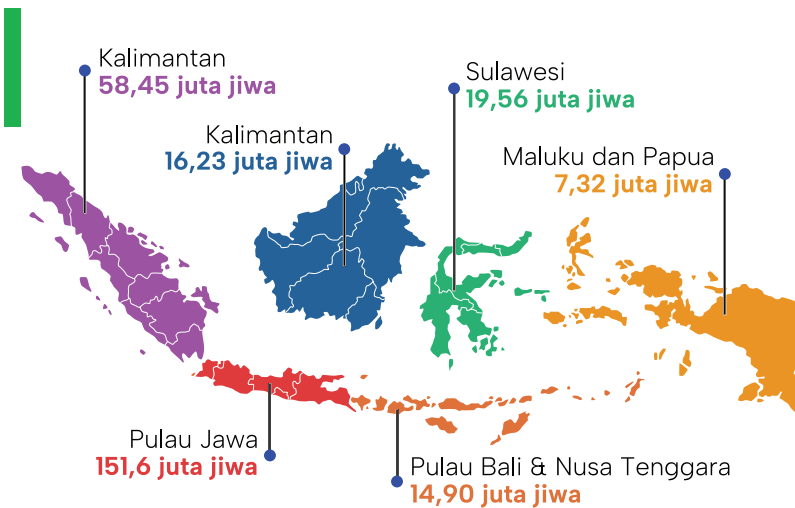 Kalimantan
58,45 juta jiwa
Kalimantan
16,23 juta jiwa
Sulawesi
19,56 juta jiwa
Maluku dan Papua
7,32 juta jiwa
Pulau Jawa
151,6 juta jiwa
Pulau Bali & Nusa Tenggara
14,90 juta jiwa